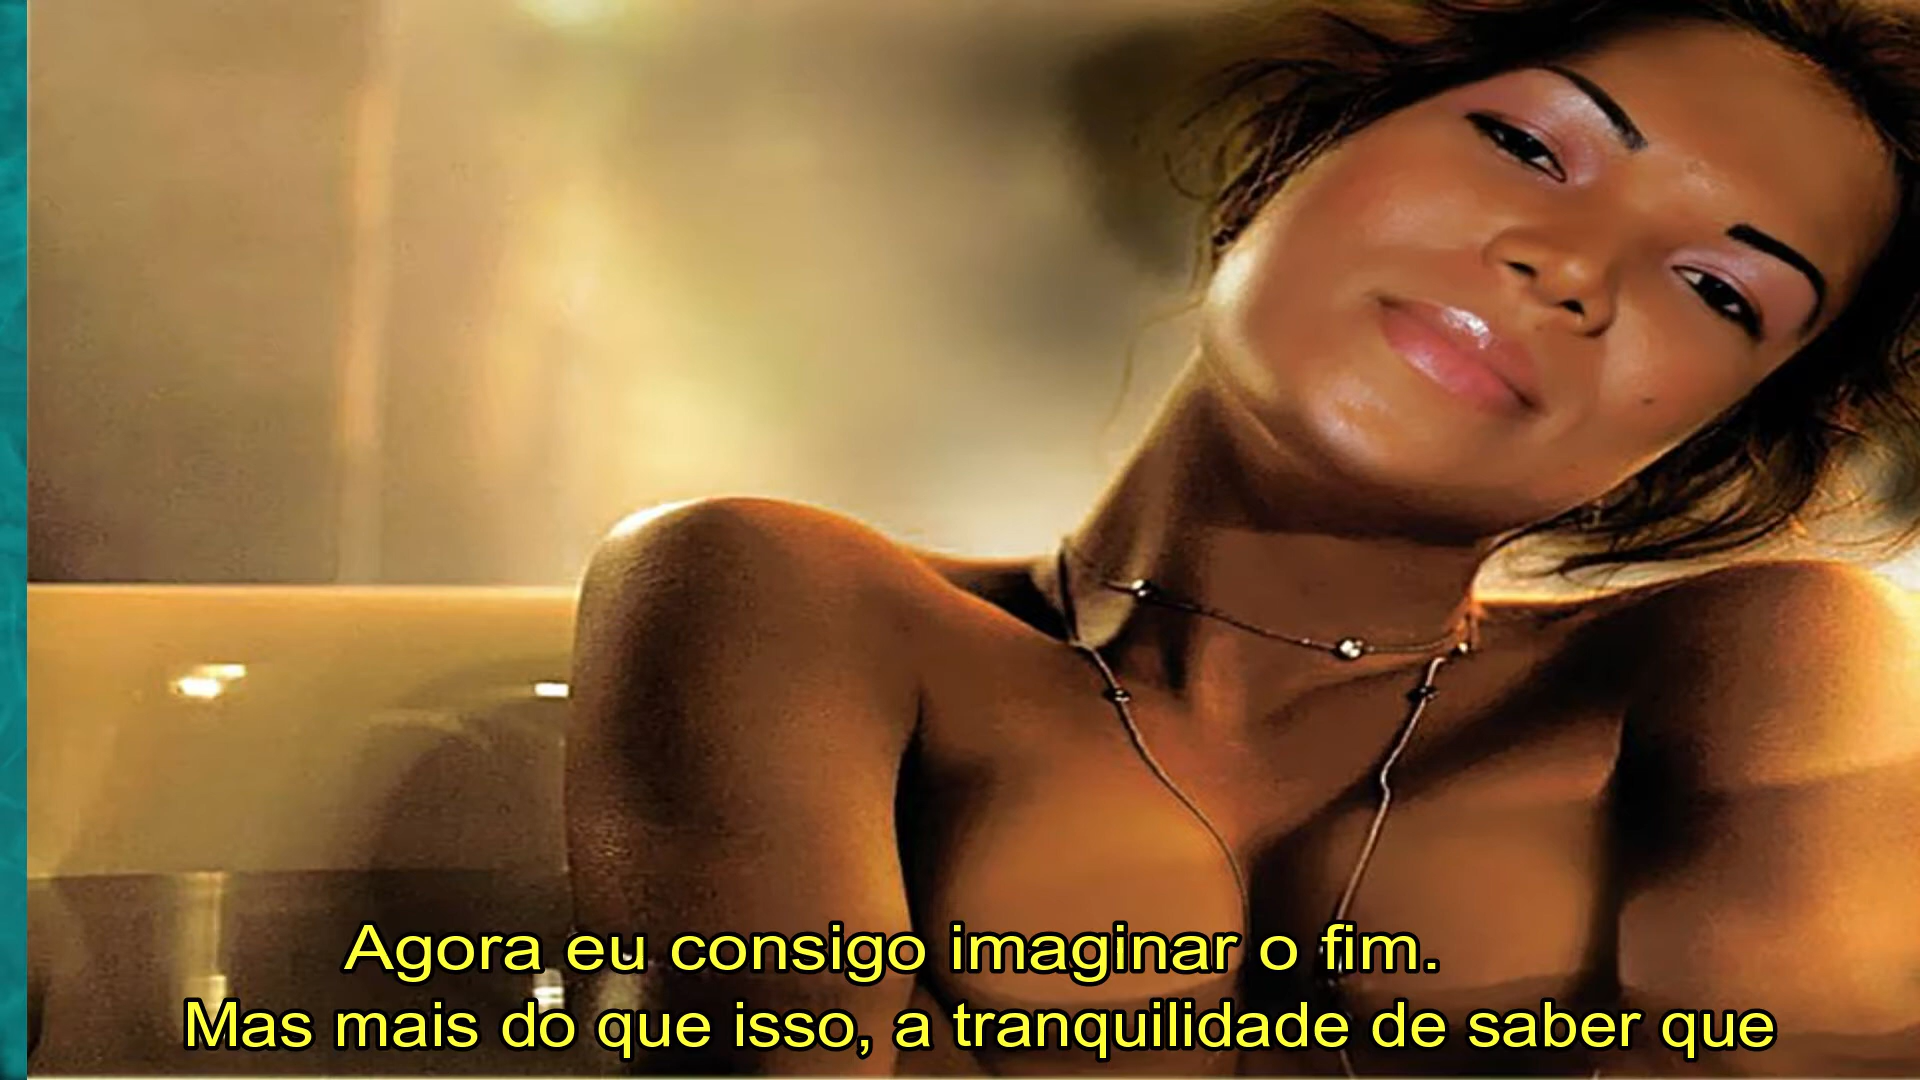 Agora eu consigo imaginar o fim.
Mas mais do que isso, a tranquilidade de saber que